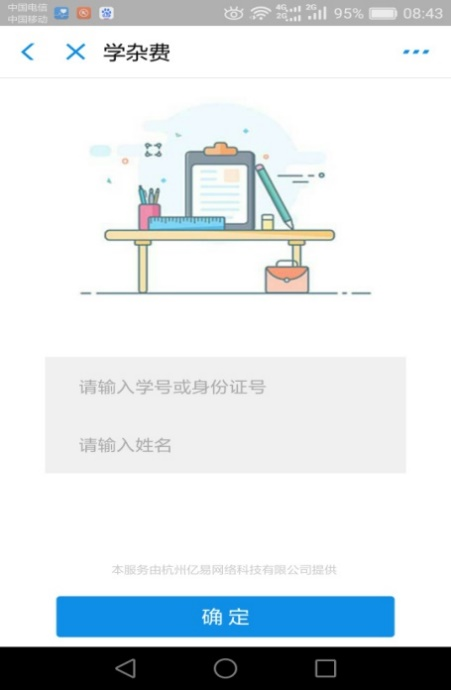 中国电信
中国移动
4G 2G 2G 95% 08:43
学杂费
请输入学号或身份证号
请输入姓名
本服务由杭州亿易网络科技有限公司提供
确定